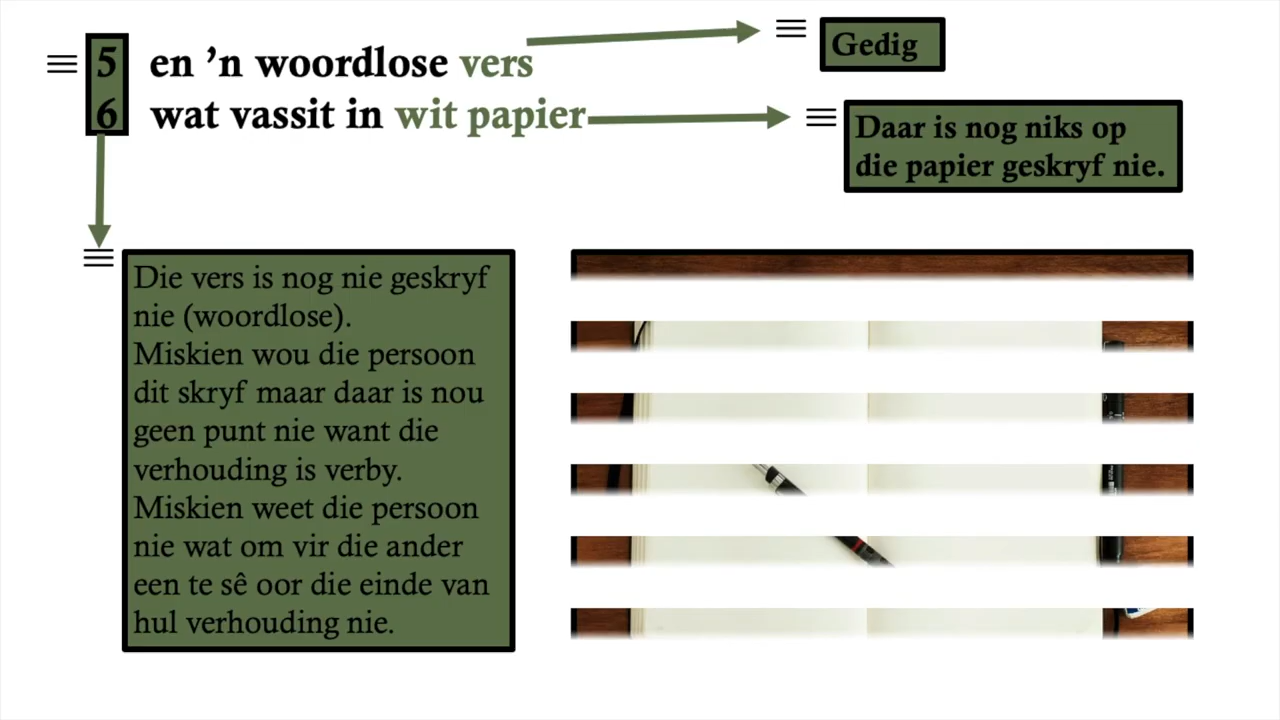 5 en ’n woordlose vers
6 wat vassit in wit papier
Gedig
Daar is nog niks op
die papier geskryf nie.
Die vers is nog nie geskryf
nie (woordlose).
Miskien wou die persoon
dit skryf maar daar is nou
geen punt nie want die
verhouding is verby.
Miskien weet die persoon
nie wat om vir die ander
een te sê oor die einde van
hul verhouding nie.